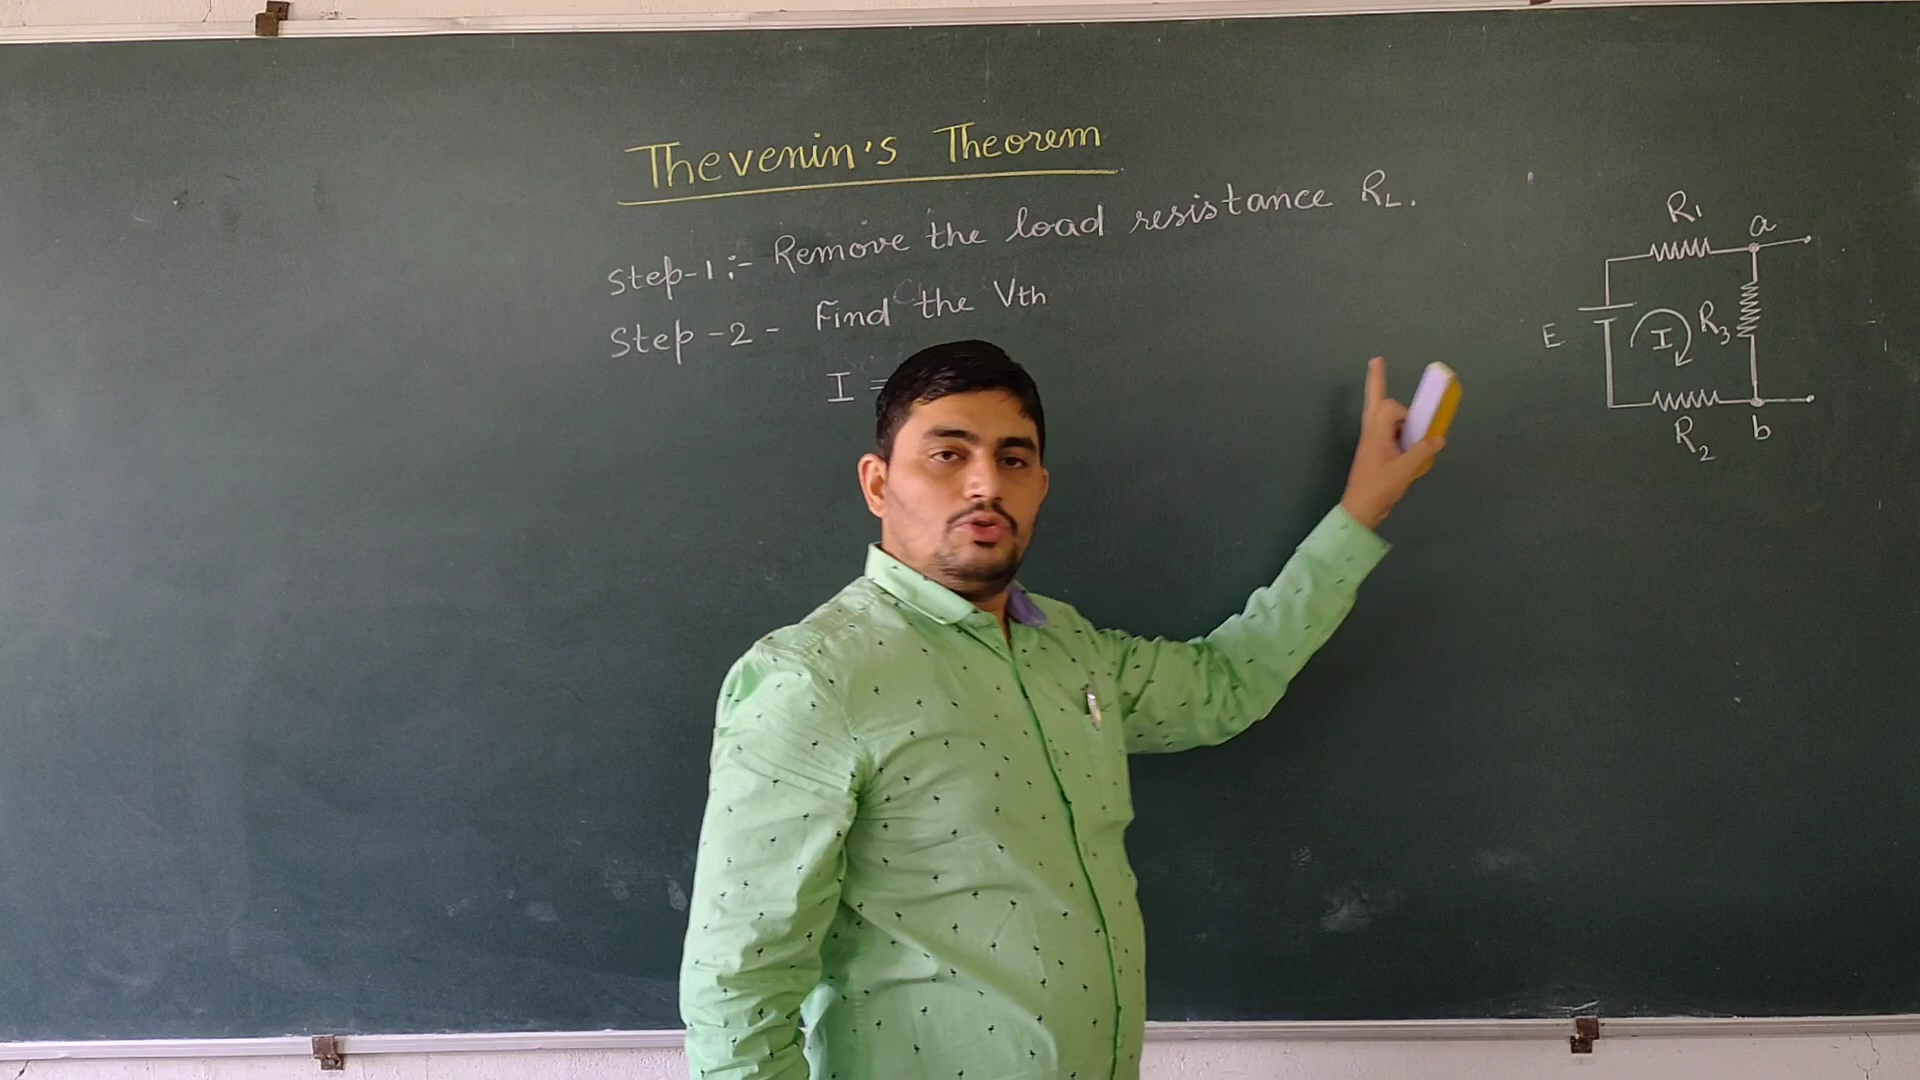 Thevenin's Theorem
Step-1:- Remove the load resistance RL.
Step-2- Find the Vth
I =
R1
a
E
I
R3
R2
b